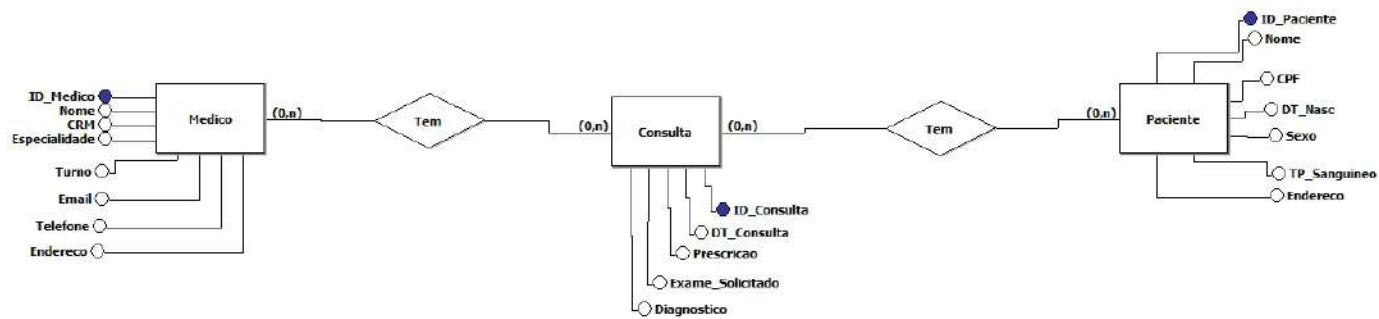 ID_Medico
Nome
CRM
Especialidade
Turno
Email
Telefone
Endereco
Medico
(0,n)
Tem
(0,n)
Consulta
(0,n)
ID_Consulta
DT_Consulta
Prescricao
Exame_Solicitado
Diagnostico
Tem
(0,n)
Paciente
ID_Paciente
Nome
CPF
DT_Nasc
Sexo
TP_Sanguineo
Endereco